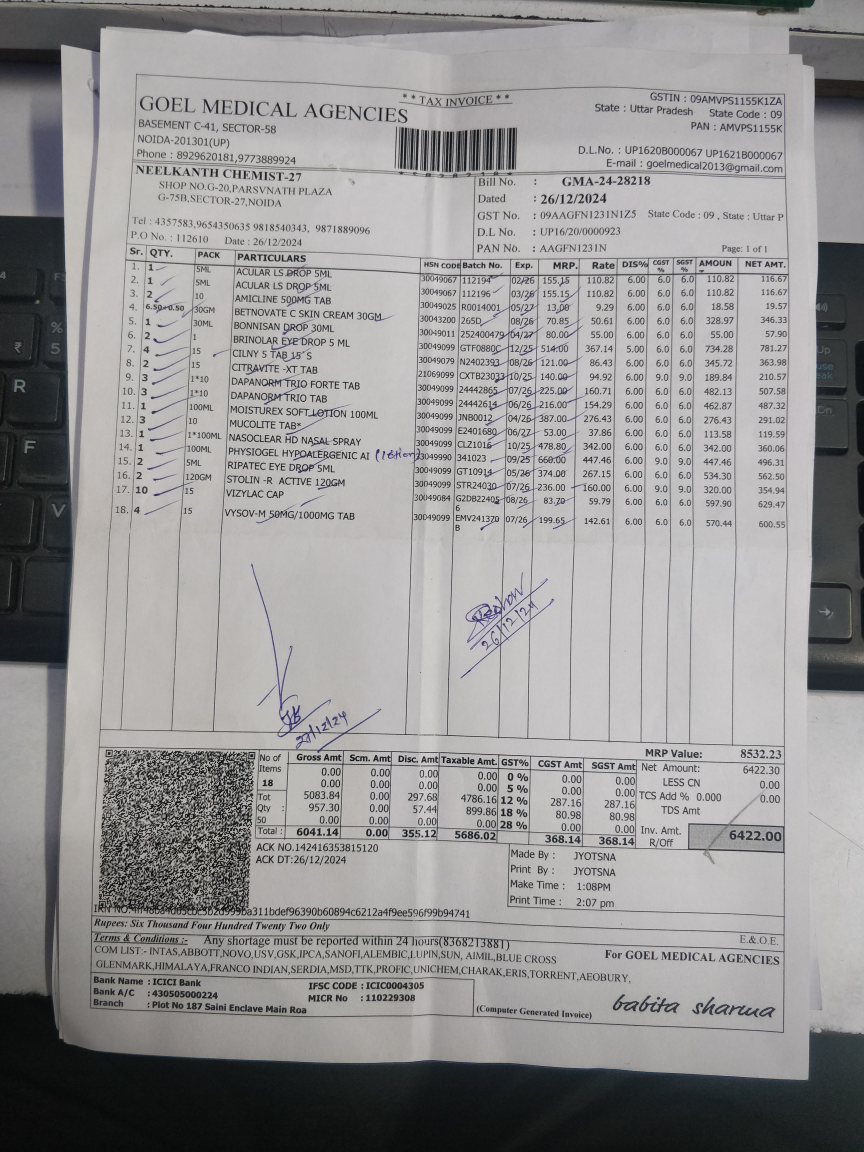 * * TAX INVOICE * *
GOEL MEDICAL AGENCIES
BASEMENT C-41, SECTOR-58
NOIDA-201301(UP)
Phone : 8929620181,9773889924
GSTIN : 09AMVPS1155K1ZA
State : Uttar Pradesh State Code : 09
PAN : AMVPS1155K
D.L.No. : UP1620B000067 UP1621B000067
E-mail : goelmedical2013@gmail.com
NEELKANTH CHEMIST-27
SHOP NO.G-20,PARSVNATH PLAZA
G-75B,SECTOR-27,NOIDA
Tel : 4357583,9654350635 9818540343, 9871889096
P.O No. : 112610 Date : 26/12/2024
Bill No. : GMA-24-28218
Dated : 26/12/2024
GST No. : 09AAGFN1231N1Z5 State Code : 09 , State : Uttar P
D.L No. : UP16/20/0000923
PAN No. : AAGFN1231N Page: 1 of 1
Sr. QTY. PACK PARTICULARS HSN CODE Batch No. Exp. MRP. Rate DIS% CGST % SGST % AMOUN NET AMT.
1. 1 5ML ACULAR LS DROP 5ML 30049067 112194 02/26 155.15 110.82 6.00 6.0 6.0 110.82 116.67
2. 1 5ML ACULAR LS DROP 5ML 30049067 112196 03/26 155.15 110.82 6.00 6.0 6.0 110.82 116.67
3. 2 10 AMICLINE 500MG TAB 30049025 R0014001 05/27 13.00 9.29 6.00 6.0 6.0 18.58 19.57
4. 6.50+0.50 30GM BETNOVATE C SKIN CREAM 30GM 30043200 265D 08/26 70.85 50.61 6.00 6.0 6.0 328.97 346.33
5. 1 30ML BONNISAN DROP 30ML 30049011 252400479 04/27 80.00 55.00 6.00 6.0 6.0 55.00 57.90
6. 2 1 BRINOLAR EYE DROP 5 ML 30049099 GTF0880C 12/25 514.00 367.14 5.00 6.0 6.0 734.28 781.27
7. 4 15 CILNY 5 TAB 15`S 30049079 N2402393 08/26 121.00 86.43 6.00 6.0 6.0 345.72 363.98
8. 2 15 CITRAVITE -XT TAB 21069099 CXTB23033 10/25 140.00 94.92 6.00 9.0 9.0 189.84 210.57
9. 3 1*10 DAPANORM TRIO FORTE TAB 30049099 24442865 07/26 225.00 160.71 6.00 6.0 6.0 482.13 507.58
10. 3 1*10 DAPANORM TRIO TAB 30049099 24442614 06/26 216.00 154.29 6.00 6.0 6.0 462.87 487.32
11. 1 100ML MOISTUREX SOFT LOTION 100ML 30049099 JNB0012 04/26 387.00 276.43 6.00 6.0 6.0 276.43 291.02
12. 3 10 MUCOLITE TAB* 30049099 E2401680 06/27 53.00 37.86 6.00 6.0 6.0 113.58 119.59
13. 1 1*100ML NASOCLEAR HD NASAL SPRAY 30049099 CLZ1016 10/25 478.80 342.00 6.00 6.0 6.0 342.00 360.06
14. 1 100ML PHYSIOGEL HYPOALERGENIC AI (lotion) 33049990 341023 09/25 660.00 447.46 6.00 9.0 9.0 447.46 496.31
15. 2 5ML RIPATEC EYE DROP 5ML 30049099 GT10914 05/26 374.00 267.15 6.00 6.0 6.0 534.30 562.50
16. 2 120GM STOLIN -R ACTIVE 120GM 30049099 STR24030 07/26 236.00 160.00 6.00 9.0 9.0 320.00 354.94
17. 10 15 VIZYLAC CAP 30049084 G2DB22405 08/26 83.70 59.79 6.00 6.0 6.0 597.90 629.47
6
18. 4 15 VYSOV-M 50MG/1000MG TAB 30049099 EMV241370 07/26 199.65 142.61 6.00 6.0 6.0 570.44 600.55
B
26/12/24
No of Items 18
Tot Qty : 50
Gross Amt Scm. Amt Disc. Amt Taxable Amt. GST% CGST Amt SGST Amt
0.00 0.00 0.00 0.00 0 % 0.00 0.00
0.00 0.00 0.00 0.00 5 % 0.00 0.00
5083.84 0.00 297.68 4786.16 12 % 287.16 287.16
957.30 0.00 57.44 899.86 18 % 80.98 80.98
0.00 0.00 0.00 0.00 28 % 0.00 0.00
Total : 6041.14 0.00 355.12 5686.02 368.14 368.14
MRP Value: 8532.23
Net Amount: 6422.30
LESS CN 0.00
TCS Add % 0.000 0.00
TDS Amt
Inv. Amt. 6422.00
R/Off
ACK NO.142416353815120
ACK DT:26/12/2024
Made By : JYOTSNA
Print By : JYOTSNA
Make Time : 1:08PM
Print Time : 2:07 pm
Rupees: Six Thousand Four Hundred Twenty Two Only
Terms & Conditions :- Any shortage must be reported within 24 hours(8368213881) E.& O.E.
COM LIST:- INTAS,ABBOTT,NOVO,USV,GSK,IPCA,SANOFI,ALEMBIC,LUPIN,SUN, AIMIL,BLUE CROSS
GLENMARK,HIMALAYA,FRANCO INDIAN,SERDIA,MSD,TTK,PROFIC,UNICHEM,CHARAK,ERIS,TORRENT,AEOBURY,
For GOEL MEDICAL AGENCIES
Bank Name : ICICI Bank IFSC CODE : ICIC0004305
Bank A/C : 430505000224 MICR No : 110229308
Branch : Plot No 187 Saini Enclave Main Roa
(Computer Generated Invoice)
babita sharma